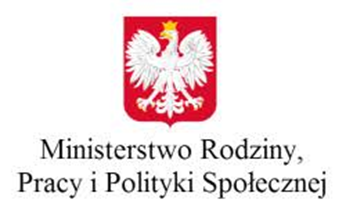 Ministerstwo Rodziny,
Pracy i Polityki Społecznej